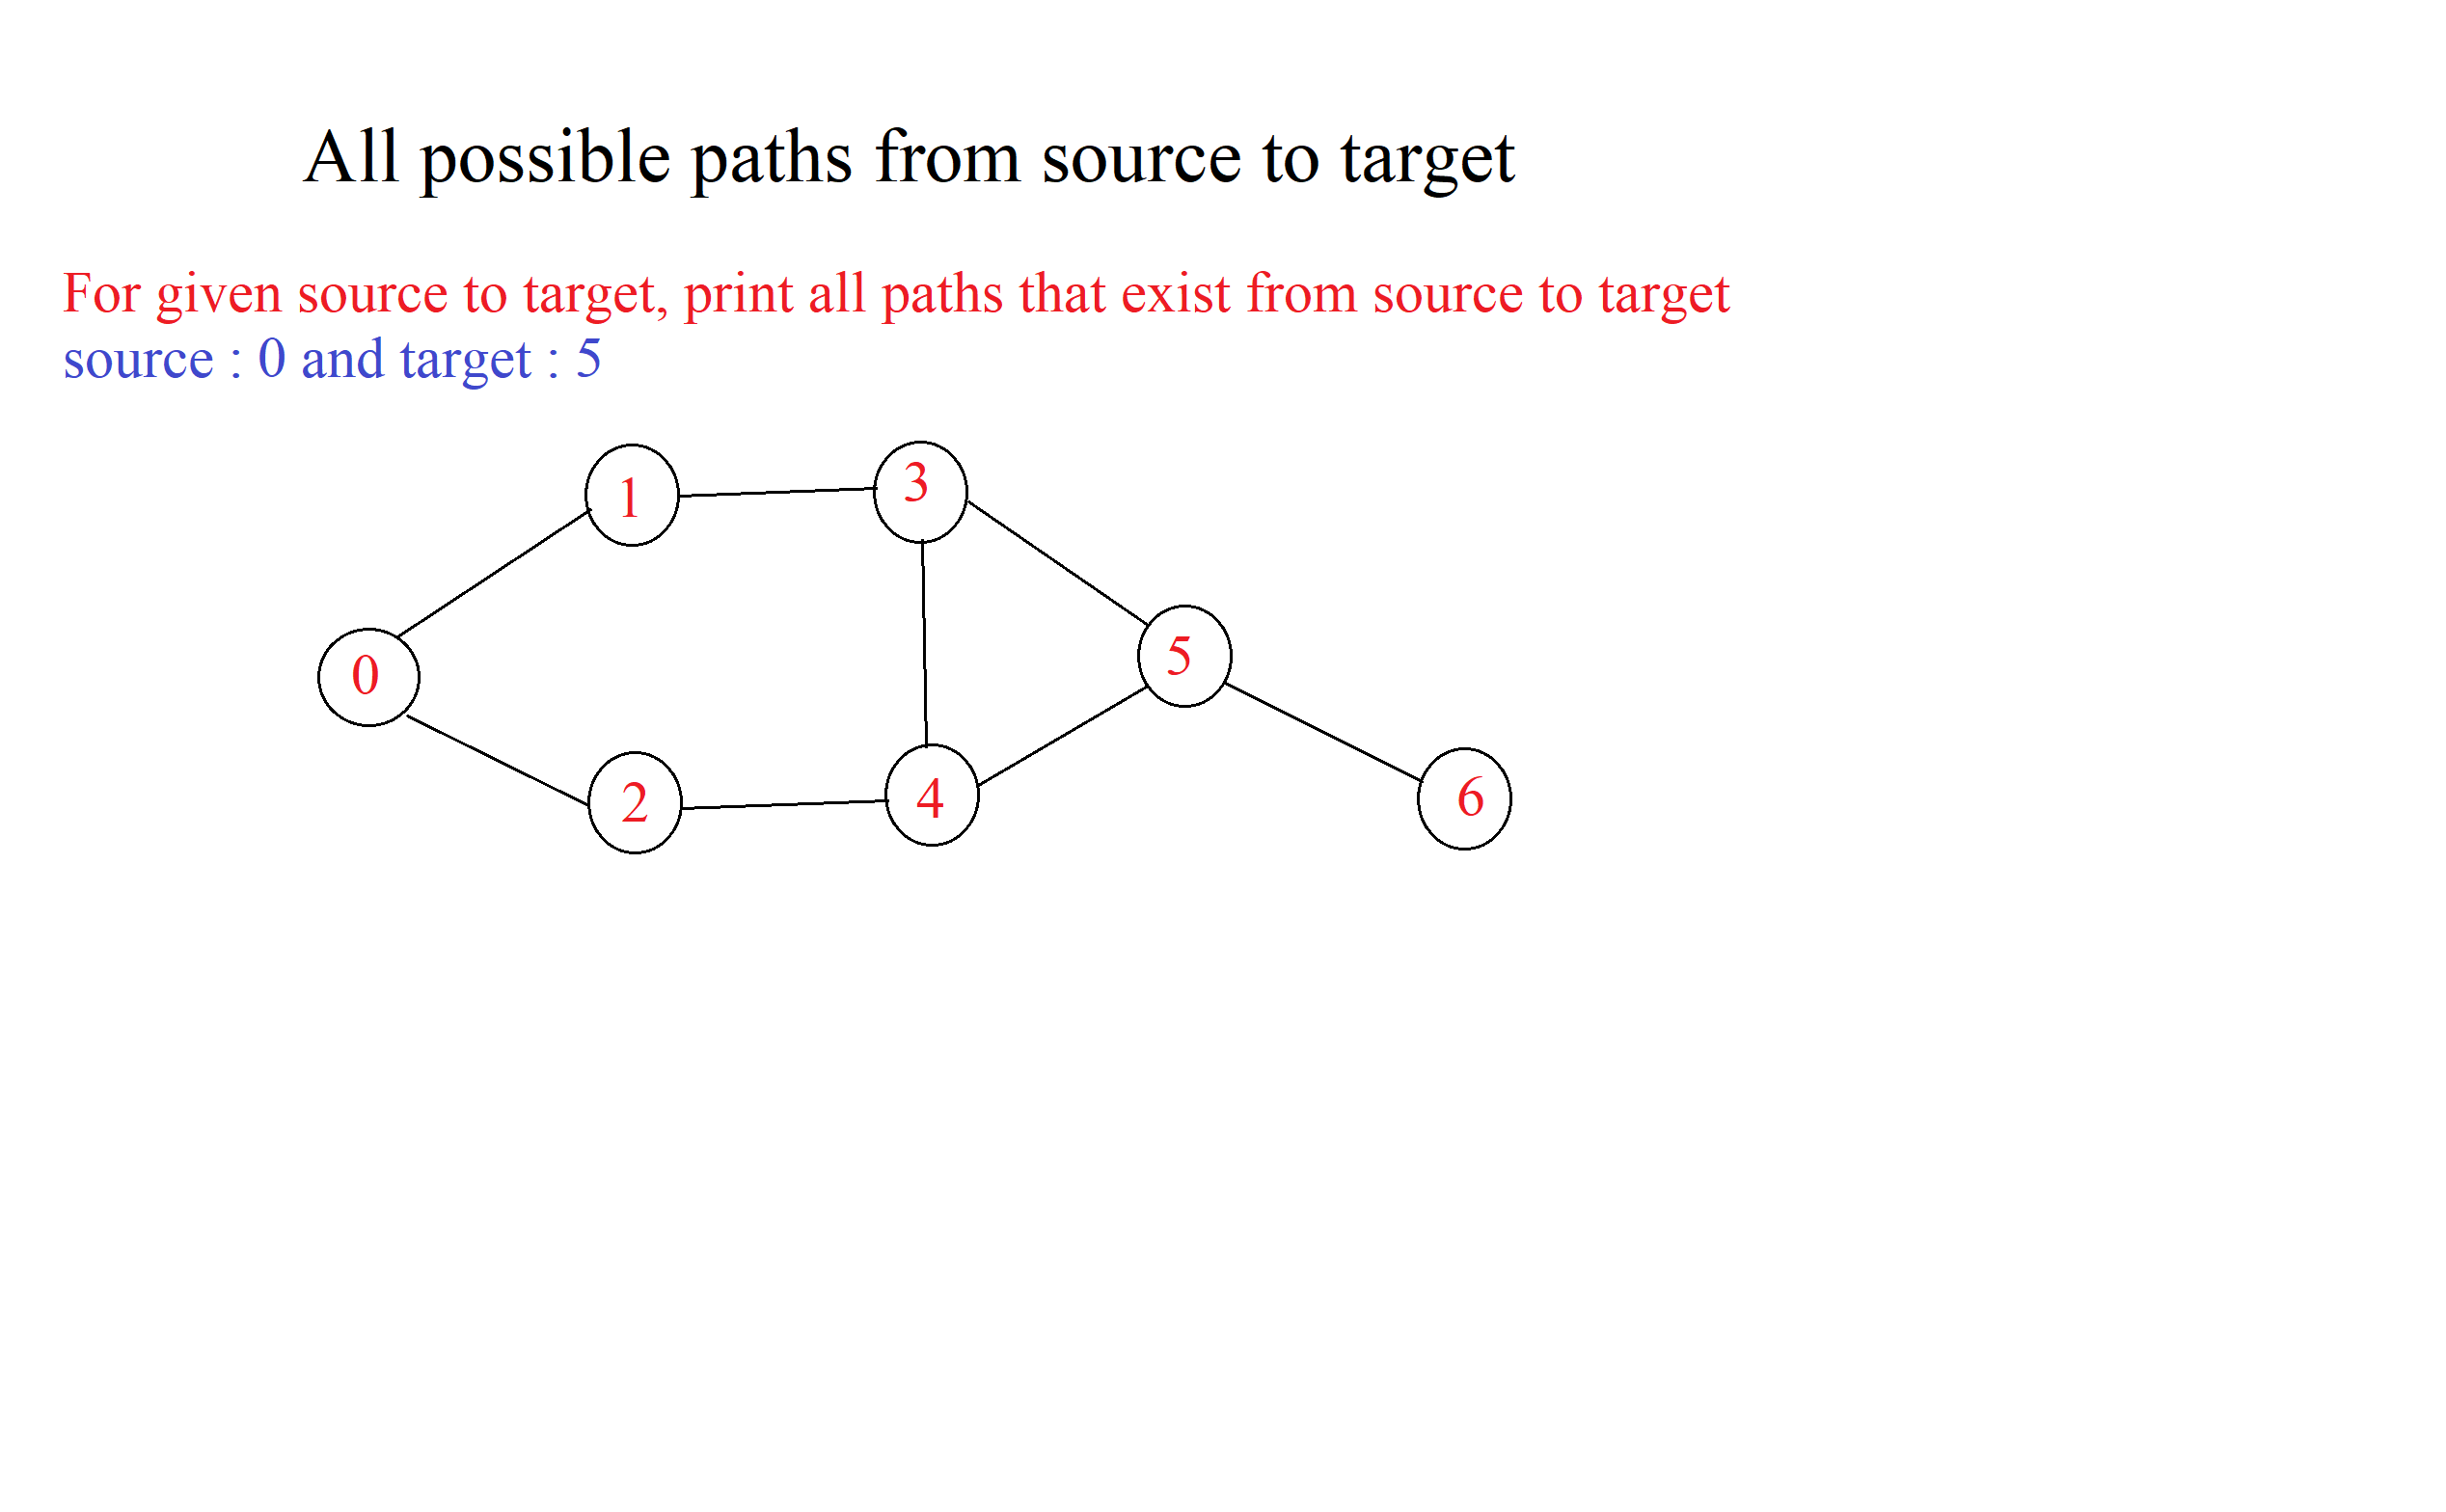 All possible paths from source to target
For given source to target, print all paths that exist from source to target
source : 0 and target : 5
1
3
0
5
2
4
6